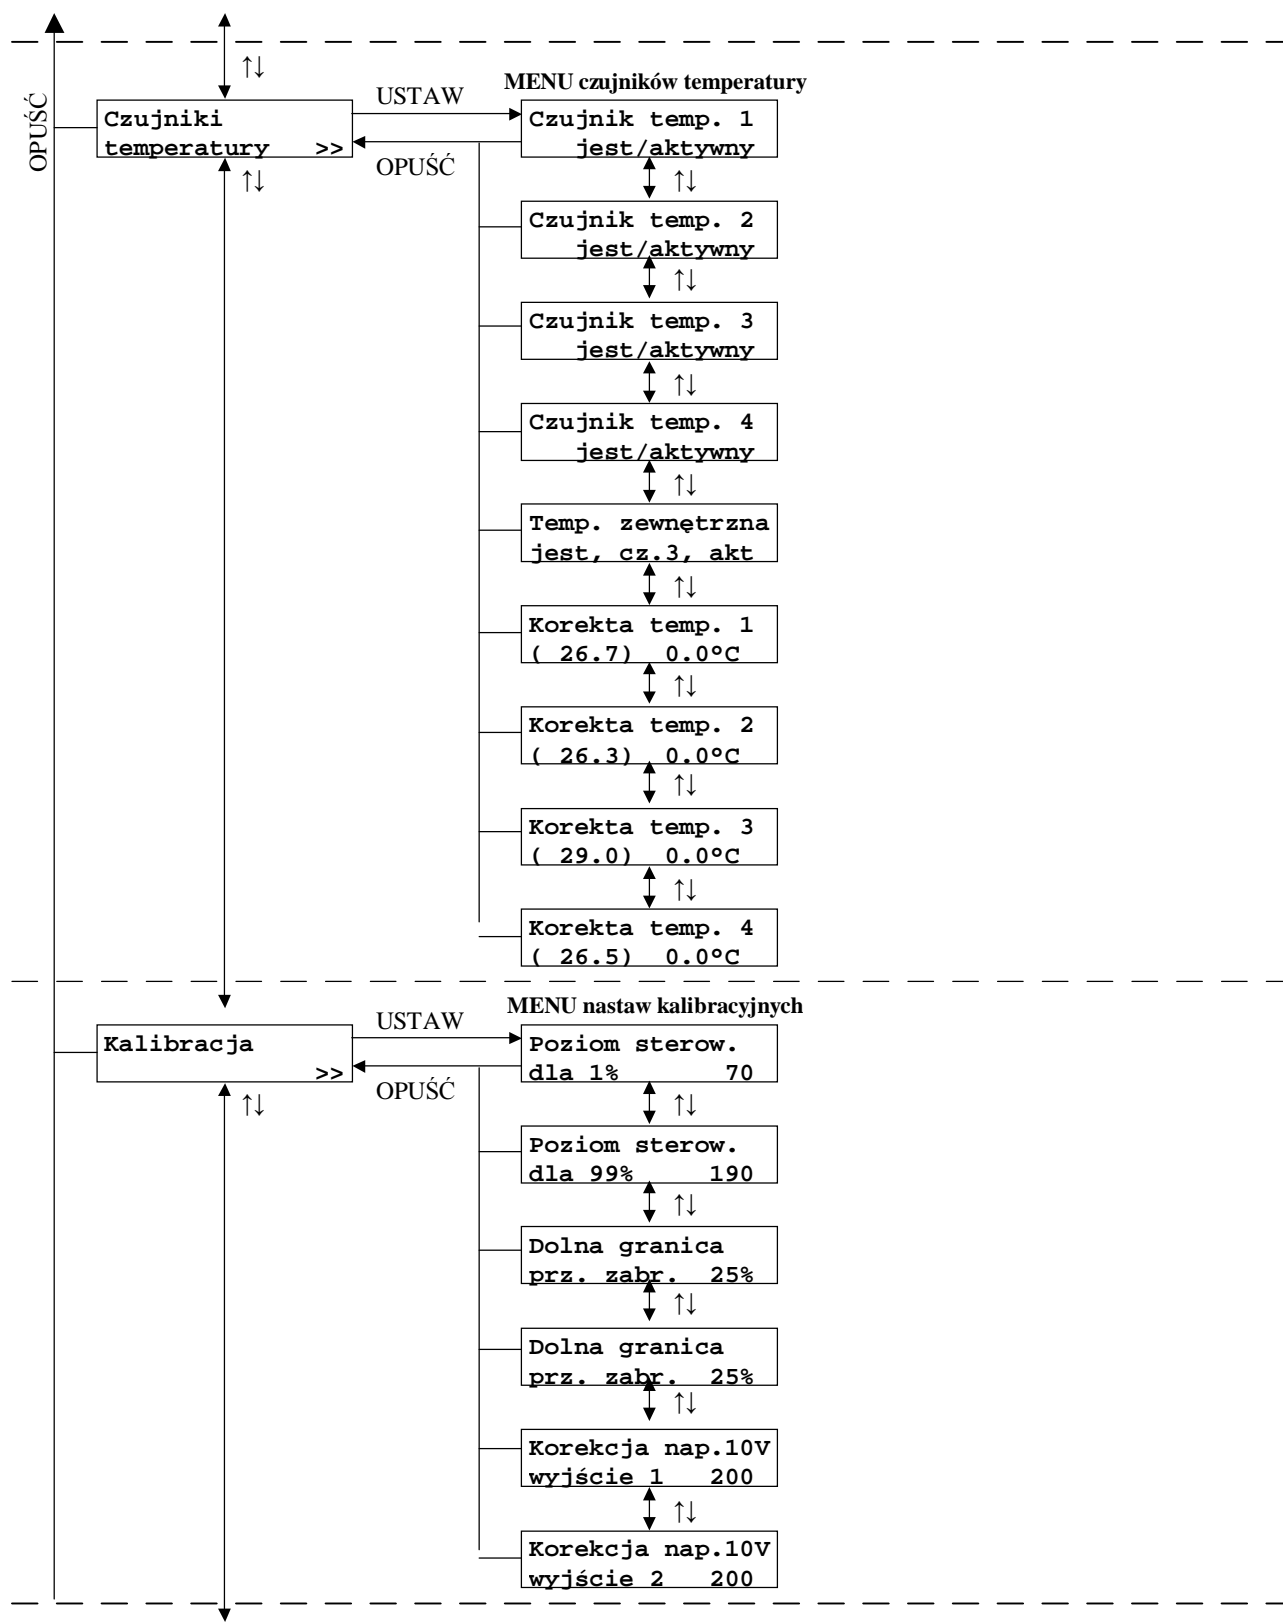 ↑↓
MENU czujników temperatury
OPUŚĆ
USTAW
Czujniki
temperatury >>
OPUŚĆ
↑↓
Czujnik temp. 1
jest/aktywny
↑↓
Czujnik temp. 2
jest/aktywny
↑↓
Czujnik temp. 3
jest/aktywny
↑↓
Czujnik temp. 4
jest/aktywny
↑↓
Temp. zewnętrzna
jest, cz.3, akt
↑↓
Korekta temp. 1
( 26.7) 0.0°C
↑↓
Korekta temp. 2
( 26.3) 0.0°C
↑↓
Korekta temp. 3
( 29.0) 0.0°C
↑↓
Korekta temp. 4
( 26.5) 0.0°C
MENU nastaw kalibracyjnych
USTAW
Kalibracja
>>
OPUŚĆ
↑↓
Poziom sterow.
dla 1% 70
↑↓
Poziom sterow.
dla 99% 190
↑↓
Dolna granica
prz. zabr. 25%
↑↓
Dolna granica
prz. zabr. 25%
↑↓
Korekcja nap.10V
wyjście 1 200
↑↓
Korekcja nap.10V
wyjście 2 200